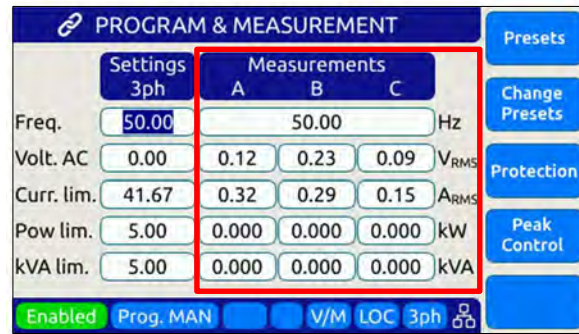 PROGRAM & MEASUREMENT
Settings Measurements
3ph A B C
Freq. 50.00 50.00 Hz
Volt. AC 0.00 0.12 0.23 0.09 VRMS
Curr. lim. 41.67 0.32 0.29 0.15 ARMS
Pow lim. 5.00 0.000 0.000 0.000 kW
kVA lim. 5.00 0.000 0.000 0.000 kVA
Enabled Prog. MAN V/M LOC 3ph
Presets
Change
Presets
Protection
Peak
Control